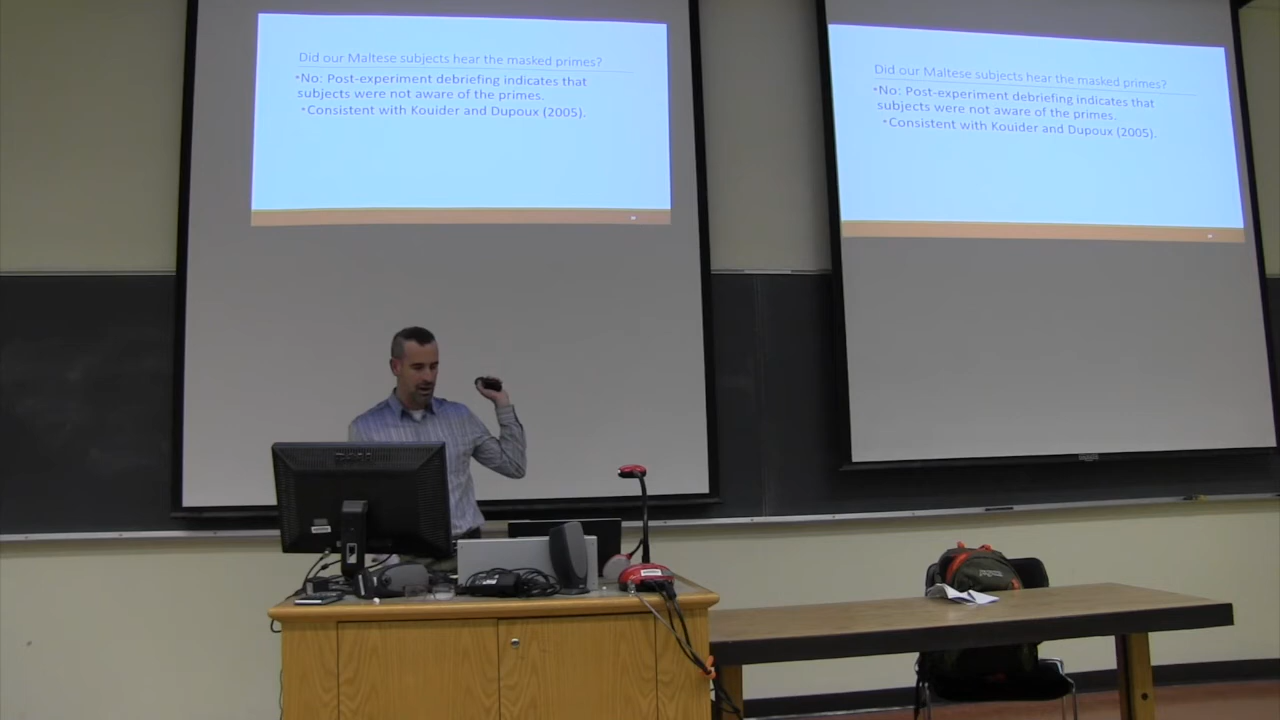 Did our Maltese subjects hear the masked primes?
•No: Post-experiment debriefing indicates that
subjects were not aware of the primes.
•Consistent with Kouider and Dupoux (2005).
Did our Maltese subjects hear the masked primes?
•No: Post-experiment debriefing indicates that
subjects were not aware of the primes.
•Consistent with Kouider and Dupoux (2005).